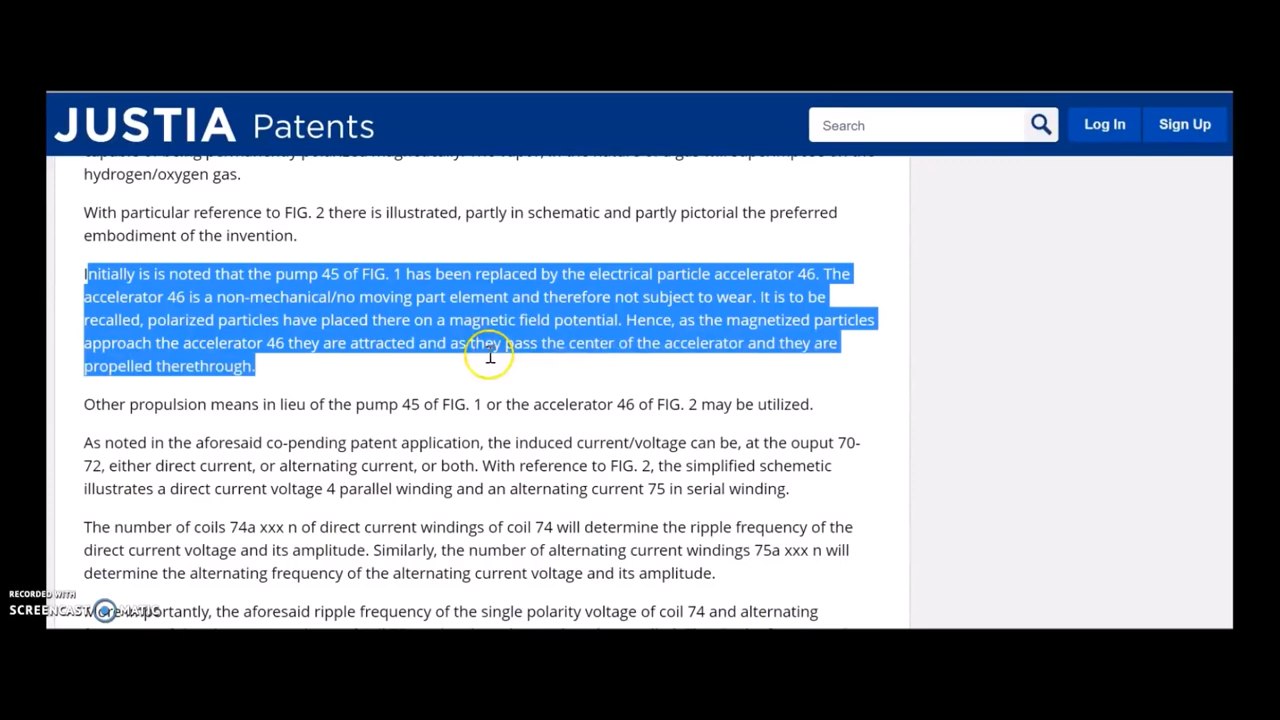 JUSTIA Patents
Search
Log In
Sign Up
hydrogen/oxygen gas.
With particular reference to FIG. 2 there is illustrated, partly in schematic and partly pictorial the preferred
embodiment of the invention.
Initially is is noted that the pump 45 of FIG. 1 has been replaced by the electrical particle accelerator 46. The
accelerator 46 is a non-mechanical/no moving part element and therefore not subject to wear. It is to be
recalled, polarized particles have placed there on a magnetic field potential. Hence, as the magnetized particles
approach the accelerator 46 they are attracted and as they pass the center of the accelerator and they are
propelled therethrough.
Other propulsion means in lieu of the pump 45 of FIG. 1 or the accelerator 46 of FIG. 2 may be utilized.
As noted in the aforesaid co-pending patent application, the induced current/voltage can be, at the ouput 70-
72, either direct current, or alternating current, or both. With reference to FIG. 2, the simplified schemetic
illustrates a direct current voltage 4 parallel winding and an alternating current 75 in serial winding.
The number of coils 74a xxx n of direct current windings of coil 74 will determine the ripple frequency of the
direct current voltage and its amplitude. Similarly, the number of alternating current windings 75a xxx n will
determine the alternating frequency of the alternating current voltage and its amplitude.
RECORDED WITH
SCREENCAST MATIC
More importantly, the aforesaid ripple frequency of the single polarity voltage of coil 74 and alternating